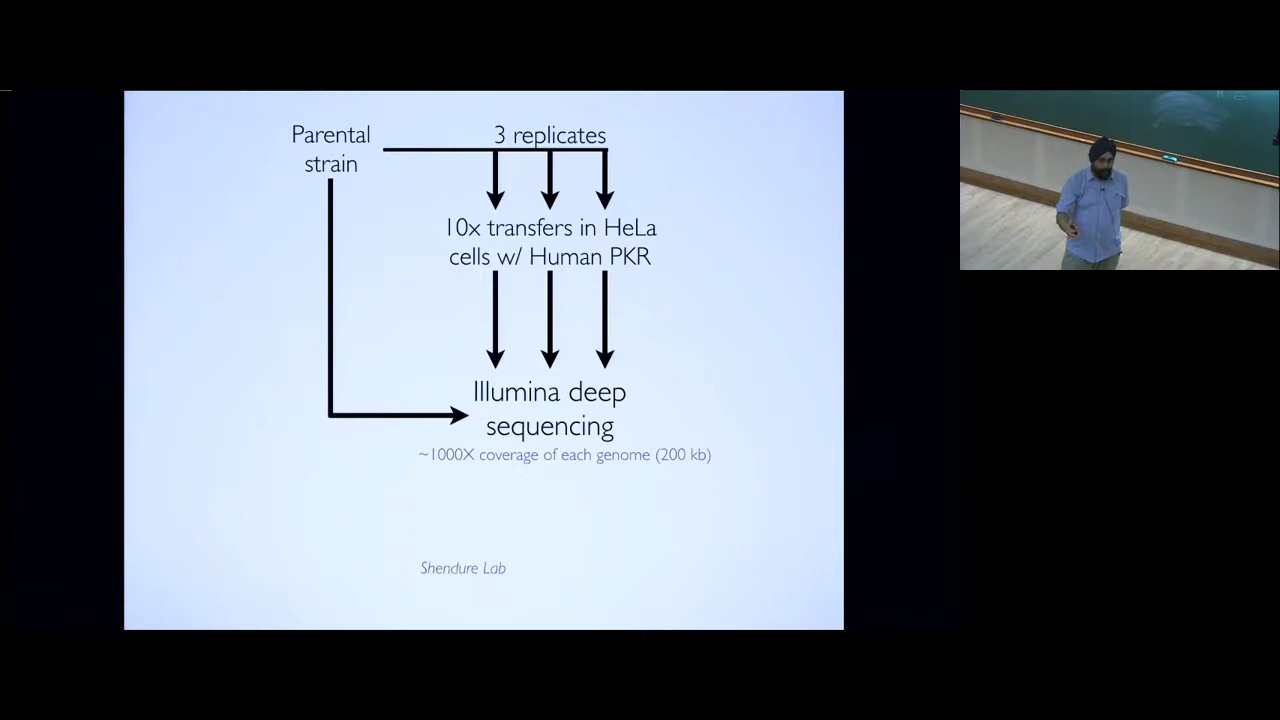 Parental
strain
3 replicates
10x transfers in HeLa
cells w/ Human PKR
Illumina deep
sequencing
~1000X coverage of each genome (200 kb)
Shendure Lab